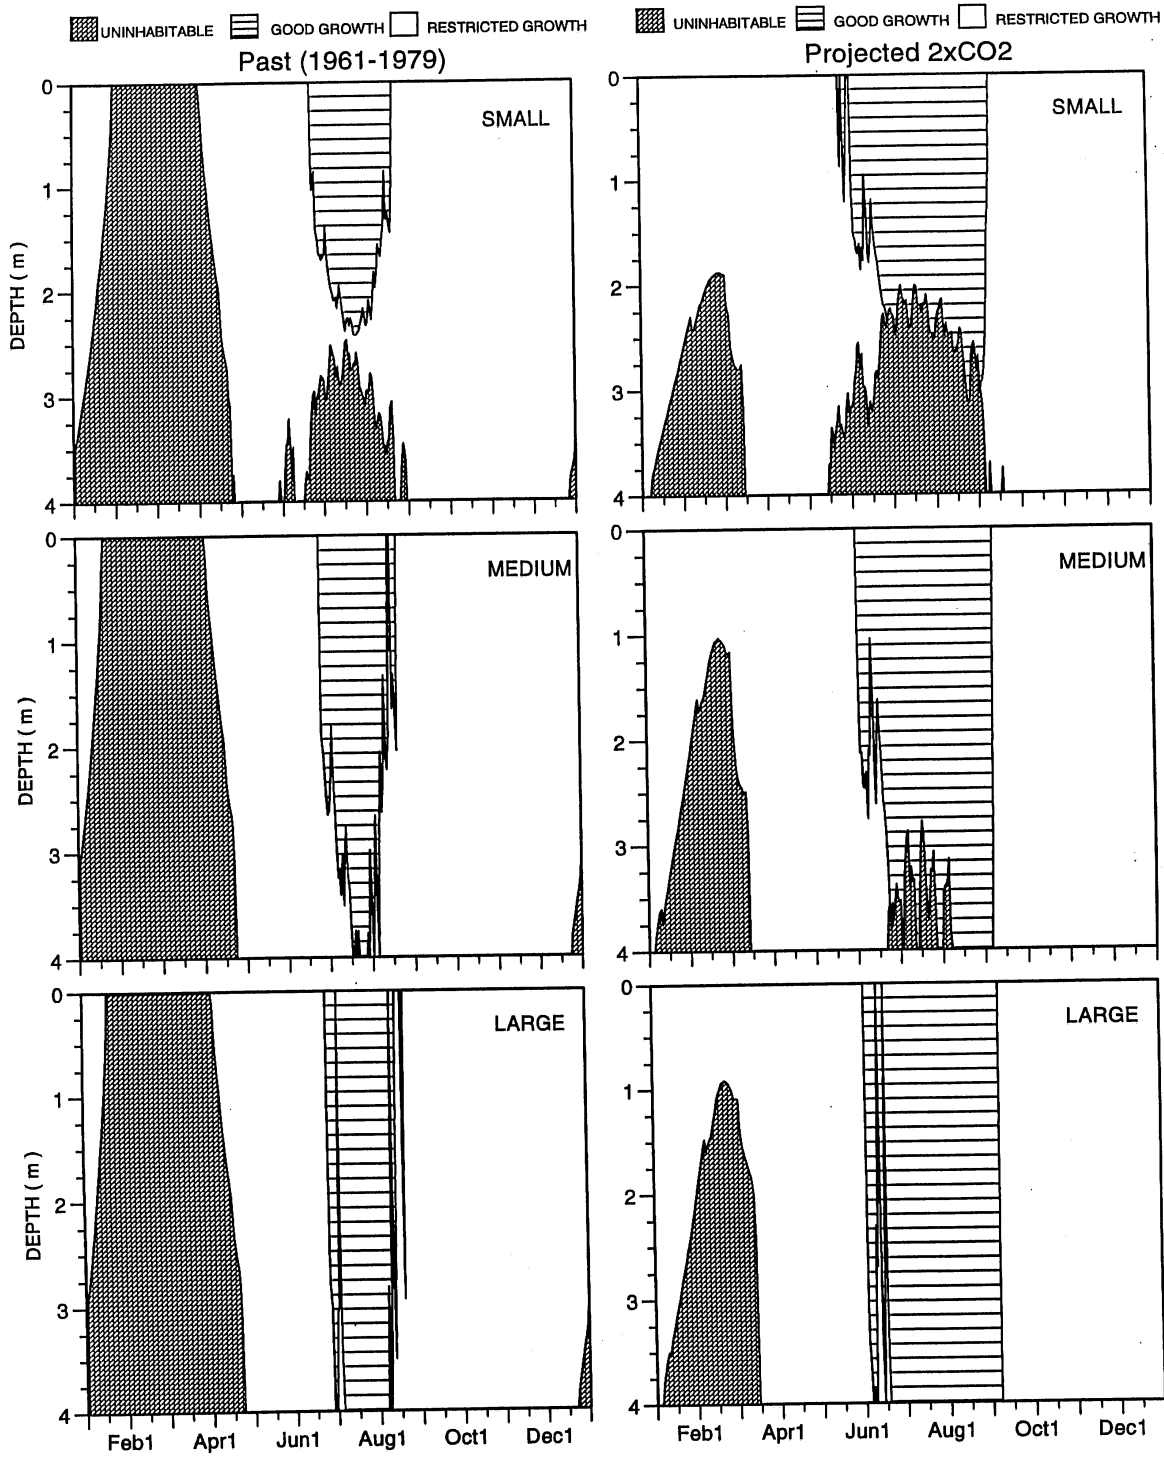 UNINHABITABLE GOOD GROWTH RESTRICTED GROWTH
UNINHABITABLE GOOD GROWTH RESTRICTED GROWTH
Past (1961-1979)
Projected 2xCO2
DEPTH ( m )
0
1
2
3
4
SMALL
0
1
2
3
4
SMALL
DEPTH ( m )
0
1
2
3
4
MEDIUM
0
1
2
3
4
MEDIUM
DEPTH ( m )
0
1
2
3
4
LARGE
0
1
2
3
4
LARGE
Feb1 Apr1 Jun1 Aug1 Oct1 Dec1
Feb1 Apr1 Jun1 Aug1 Oct1 Dec1